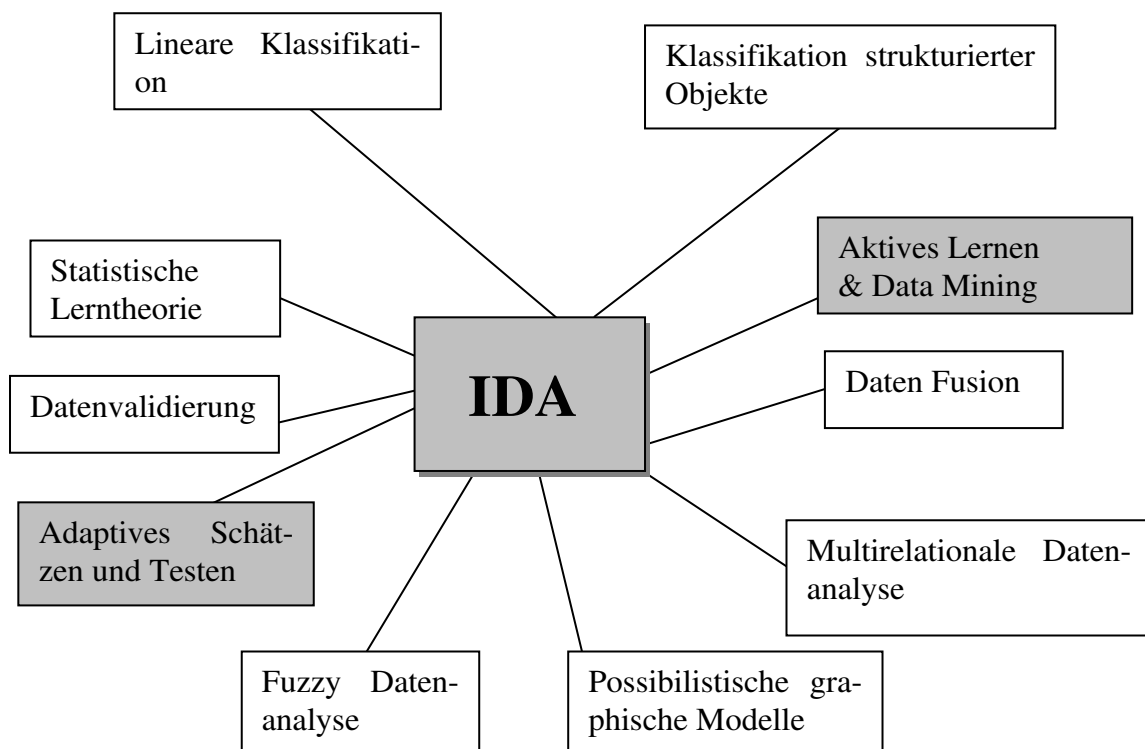 Lineare Klassifikati-
on
Klassifikation strukturierter
Objekte
Statistische
Lerntheorie
Aktives Lernen
& Data Mining
IDA
Datenvalidierung
Daten Fusion
Adaptives Schät-
zen und Testen
Multirelationale Daten-
analyse
Fuzzy Daten-
analyse
Possibilistische gra-
phische Modelle